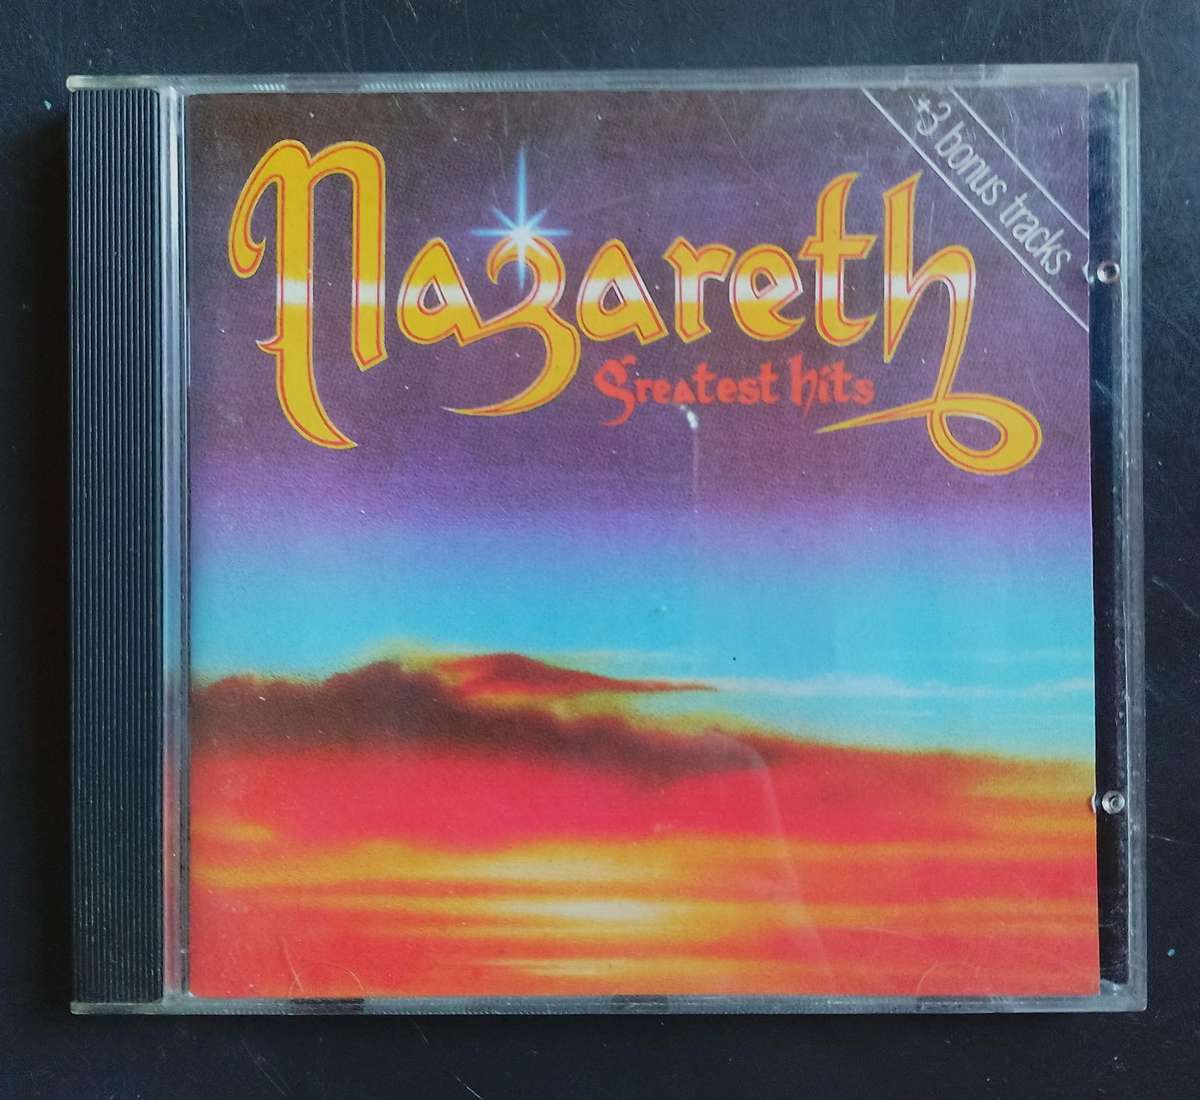 Nazareth
greatest hits
+3 bonus tracks